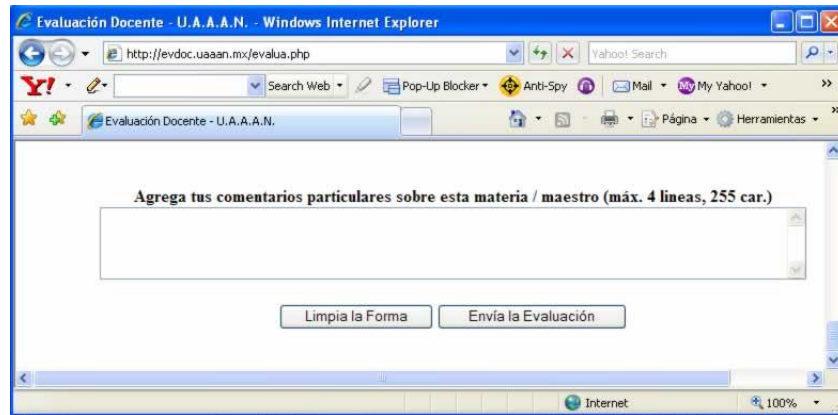 Evaluación Docente - U.A.A.A.N. - Windows Internet Explorer
http://evdoc.uaaan.mx/evalua.php Yahoo! Search
Y! Search Web Pop-Up Blocker Anti-Spy Mail My Yahoo! »
Evaluación Docente - U.A.A.A.N. Página Herramientas »
Agrega tus comentarios particulares sobre esta materia / maestro (máx. 4 lineas, 255 car.)
Limpia la Forma Envía la Evaluación
Internet 100%